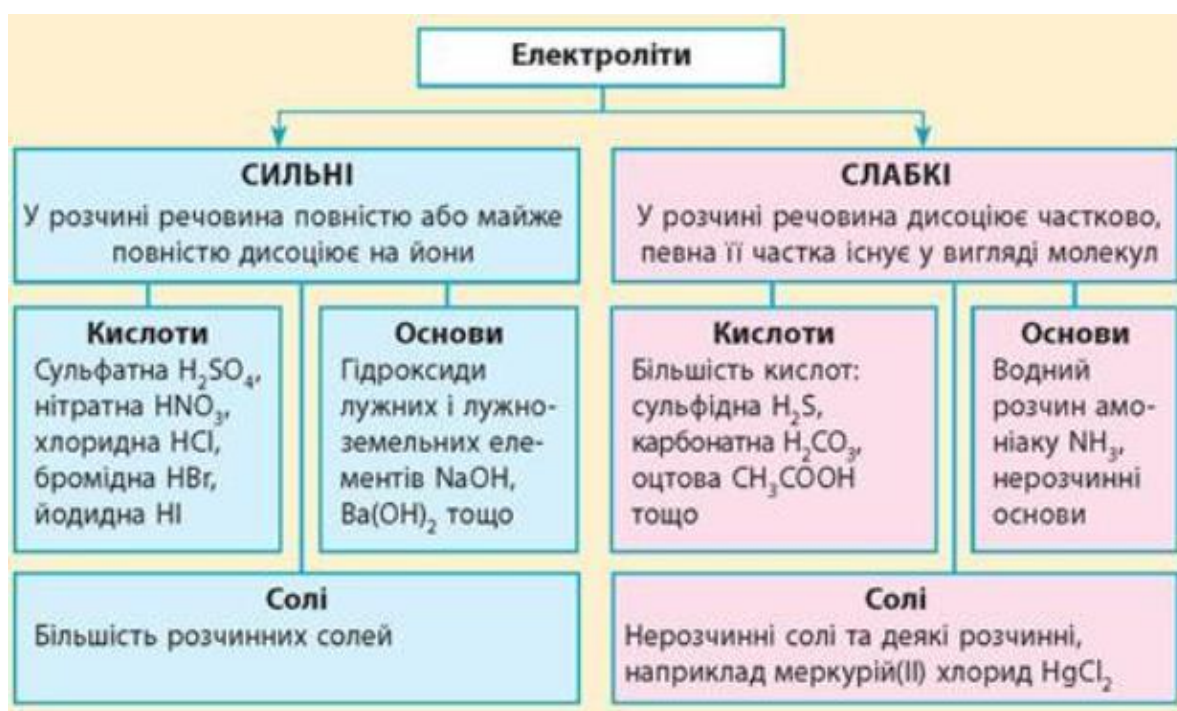 Електроліти
СИЛЬНІ
У розчині речовина повністю або майже
повністю дисоціює на йони
СЛАБКІ
У розчині речовина дисоціює частково,
певна її частка існує у вигляді молекул
Кислоти
Сульфатна H₂SO₄,
нітратна HNO₃,
хлоридна HCl,
бромідна HBr,
йодидна HI
Основи
Гідроксиди
лужних і лужно-
земельних еле-
ментів NaOH,
Ba(OH)₂ тощо
Кислоти
Більшість кислот:
сульфідна H₂S,
карбонатна H₂CO₃,
оцтова CH₃COOH
тощо
Основи
Водний
розчин амо-
ніаку NH₃,
нерозчинні
основи
Солі
Більшість розчинних солей
Солі
Нерозчинні солі та деякі розчинні,
наприклад меркурій(II) хлорид HgCl₂